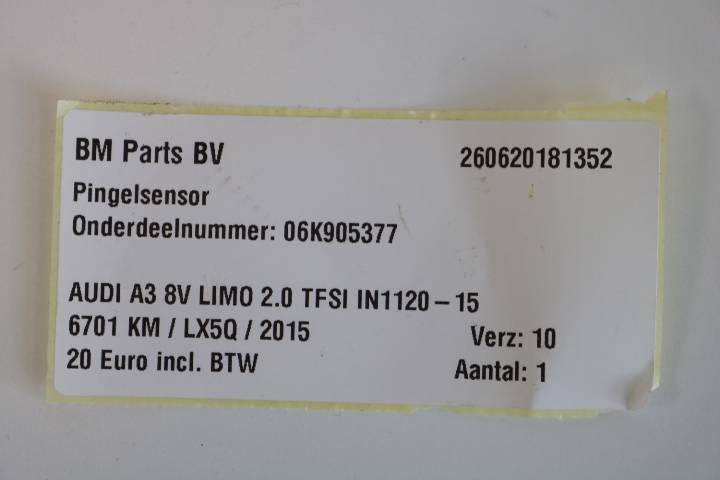 BM Parts BV 260620181352
Pingelsensor
Onderdeelnummer: 06K905377
AUDI A3 8V LIMO 2.0 TFSI IN1120-15
6701 KM / LX5Q / 2015 Verz: 10
20 Euro incl. BTW Aantal: 1